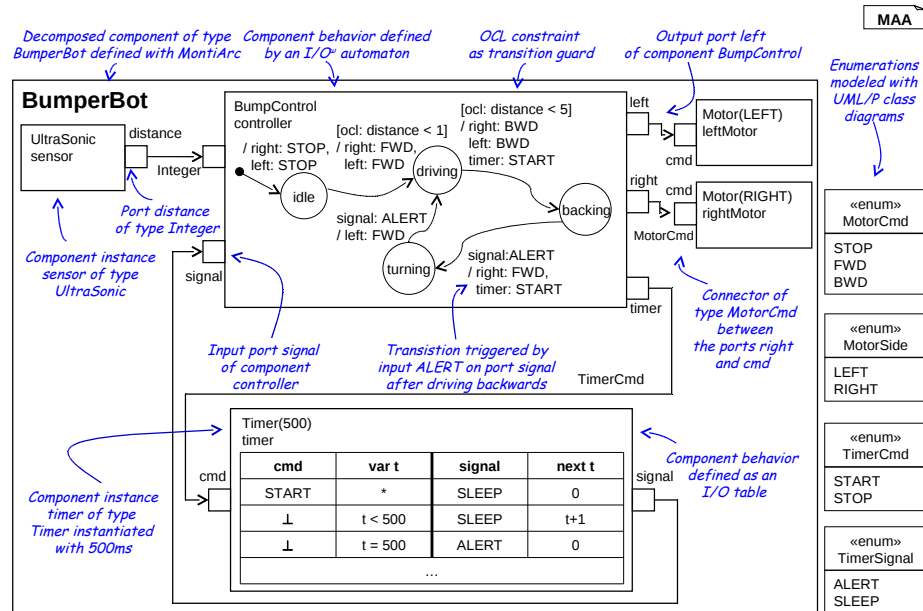 MAA
Decomposed component of type
BumperBot defined with MontiArc
Component behavior defined
by an I/Oω automaton
OCL constraint
as transition guard
Output port left
of component BumpControl
Enumerations
modeled with
UML/P class
diagrams
BumperBot
UltraSonic
sensor
distance
Integer
Port distance
of type Integer
Component instance
sensor of type
UltraSonic
BumpControl
controller
/ right: STOP,
left: STOP
idle
[ocl: distance < 1]
/ right: FWD,
left: FWD
driving
[ocl: distance < 5]
/ right: BWD
left: BWD
timer: START
backing
signal: ALERT
/ left: FWD
turning
signal:ALERT
/ right: FWD,
timer: START
signal
left
right
timer
Motor(LEFT)
leftMotor
cmd
cmd
Motor(RIGHT)
rightMotor
MotorCmd
Connector of
type MotorCmd
between
the ports right
and cmd
Input port signal
of component
controller
Transistion triggered by
input ALERT on port signal
after driving backwards
TimerCmd
Timer(500)
timer
cmd
signal
cmd var t signal next t
START * SLEEP 0
⊥ t < 500 SLEEP t+1
⊥ t = 500 ALERT 0
...
Component instance
timer of type
Timer instantiated
with 500ms
Component behavior
defined as an
I/O table
«enum»
MotorCmd
STOP
FWD
BWD
«enum»
MotorSide
LEFT
RIGHT
«enum»
TimerCmd
START
STOP
«enum»
TimerSignal
ALERT
SLEEP